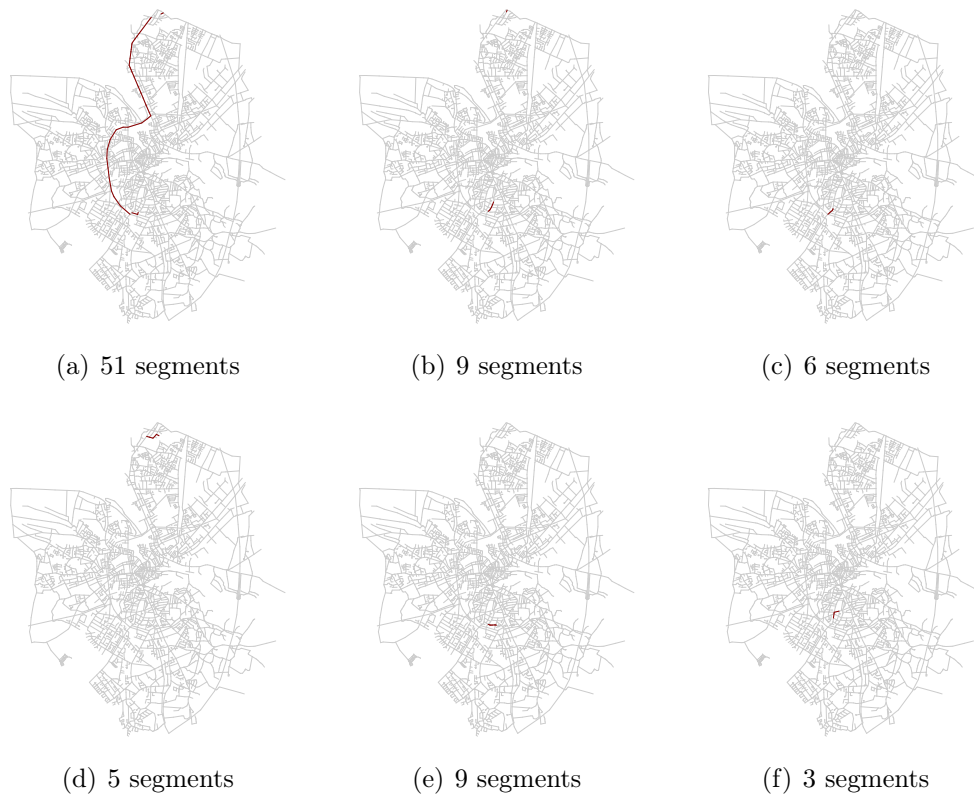 (a) 51 segments
(b) 9 segments
(c) 6 segments
(d) 5 segments
(e) 9 segments
(f) 3 segments